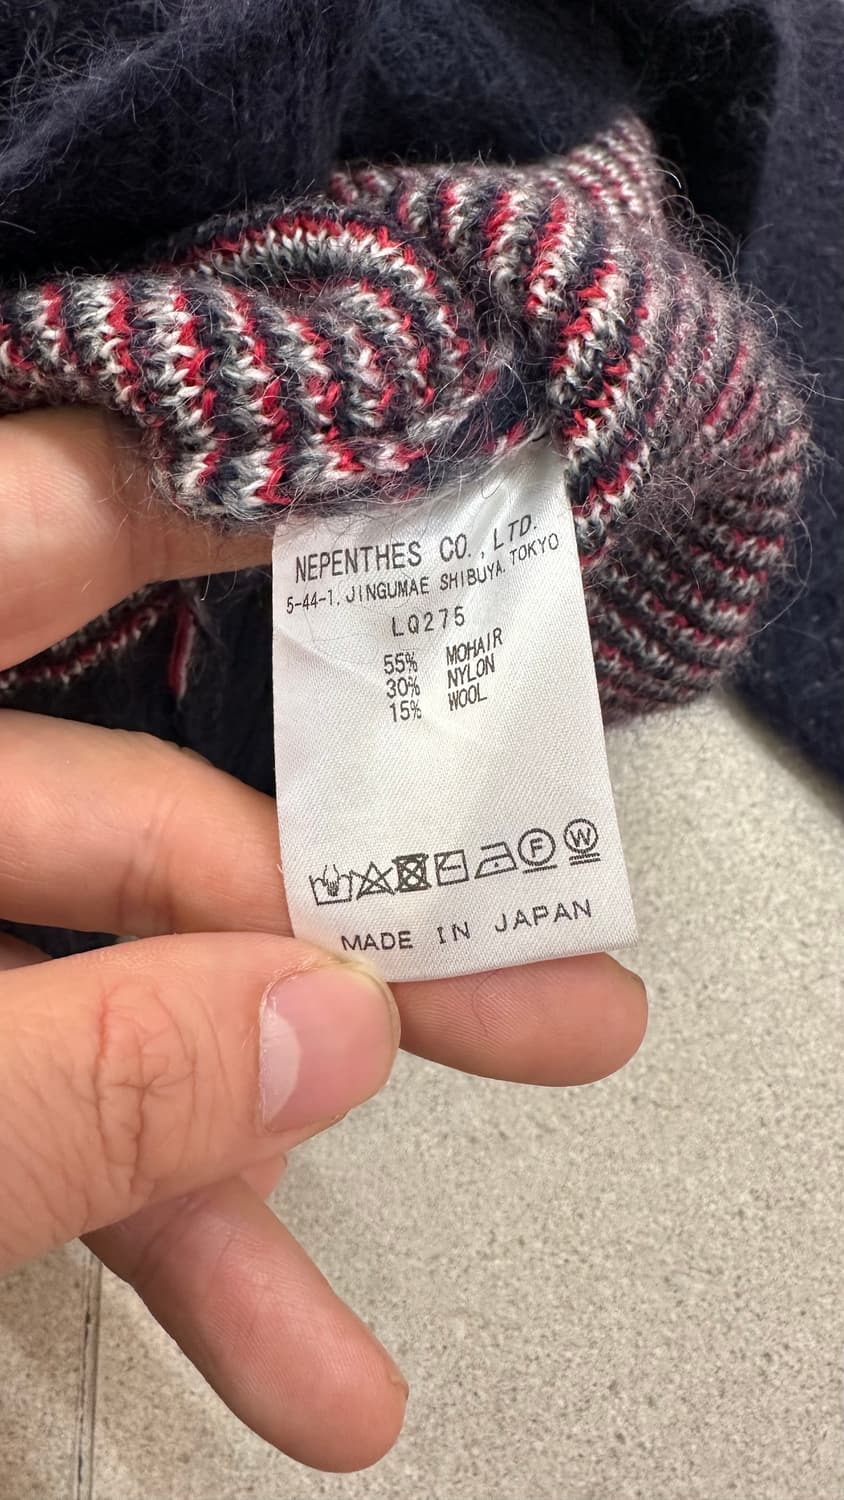 NEPENTHES CO., LTD.
5-44-1. JINGUMAE SHIBUYA. TOKYO
LQ275
55% MOHAIR
30% NYLON
15% WOOL
F W
MADE IN JAPAN